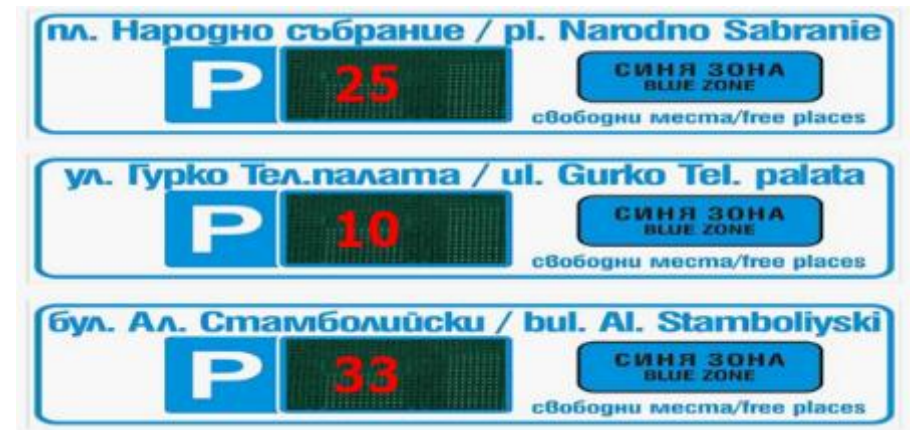 пл. Народно събрание / pl. Narodno Sabranie
P 25 СИНЯ ЗОНА
BLUE ZONE
свободни места/free places
ул. Гурко Тел.палата / ul. Gurko Tel. palata
P 10 СИНЯ ЗОНА
BLUE ZONE
свободни места/free places
бул. Ал. Стамболийски / bul. Al. Stamboliyski
P 33 СИНЯ ЗОНА
BLUE ZONE
свободни места/free places